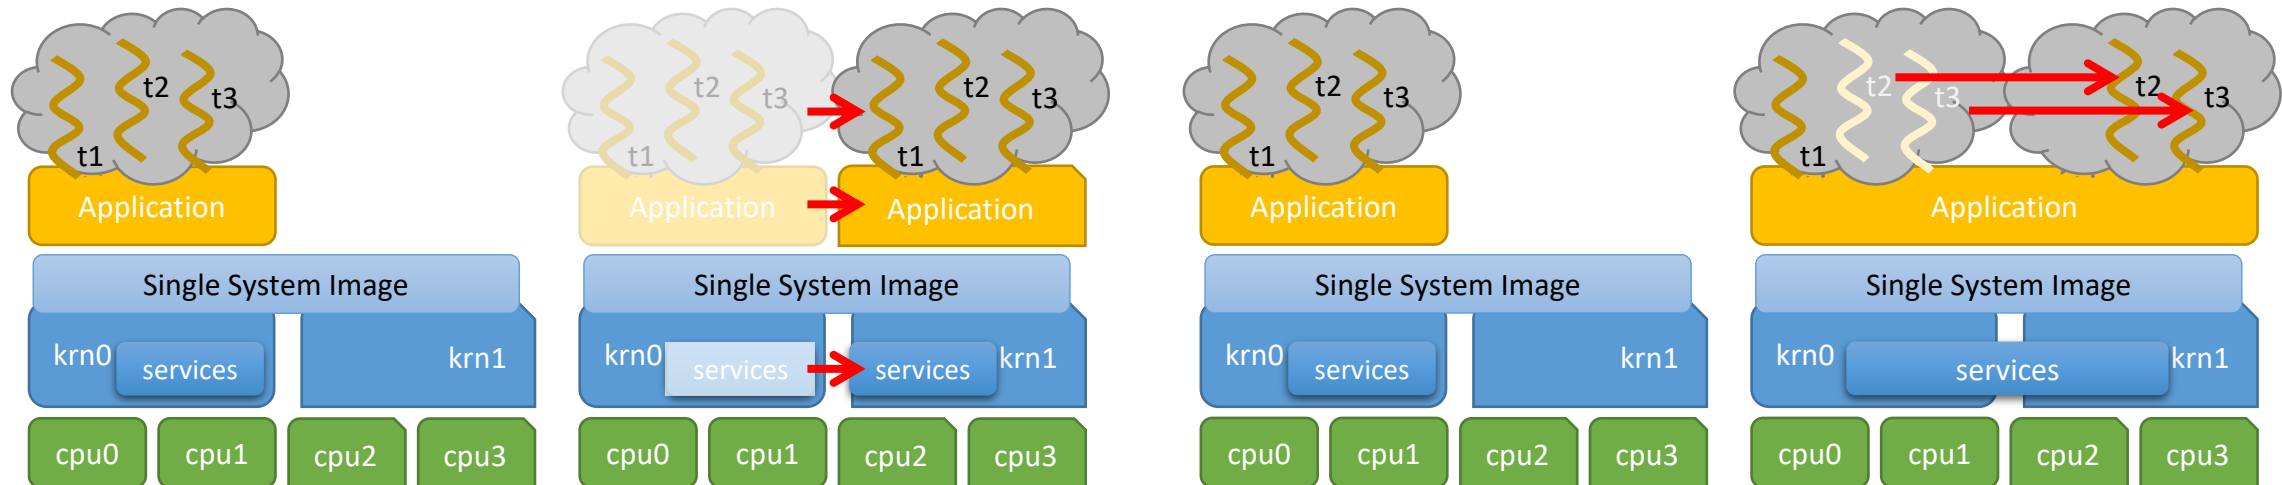 t2
t3
t1
Application
Single System Image
krn0
services
krn1
cpu0
cpu1
cpu2
cpu3
t2
t3
t1
Application
t2
t3
t1
Application
Single System Image
krn0
services
services
krn1
cpu0
cpu1
cpu2
cpu3
t2
t3
t1
Application
Single System Image
krn0
services
krn1
cpu0
cpu1
cpu2
cpu3
t2
t3
t1
t2
t3
Application
Single System Image
krn0
services
krn1
cpu0
cpu1
cpu2
cpu3